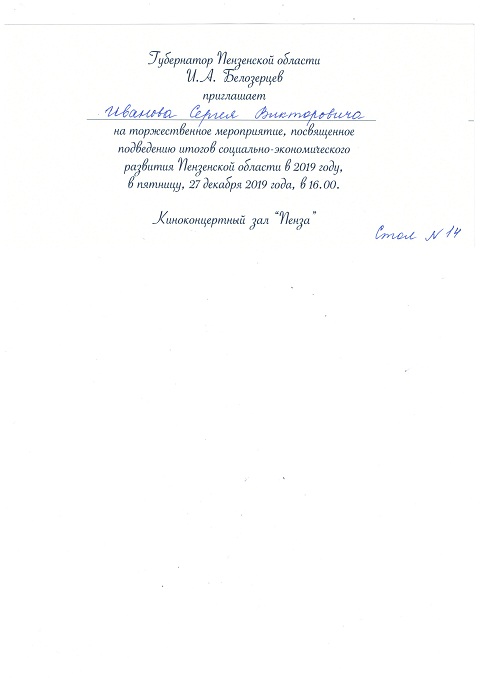 Губернатор Пензенской области
И.А. Белозерцев
приглашает
Иванова Сергея Викторовича
на торжественное мероприятие, посвященное
подведению итогов социально-экономического
развития Пензенской области в 2019 году,
в пятницу, 27 декабря 2019 года, в 16.00.
Киноконцертный зал “Пенза”
Стол N 14